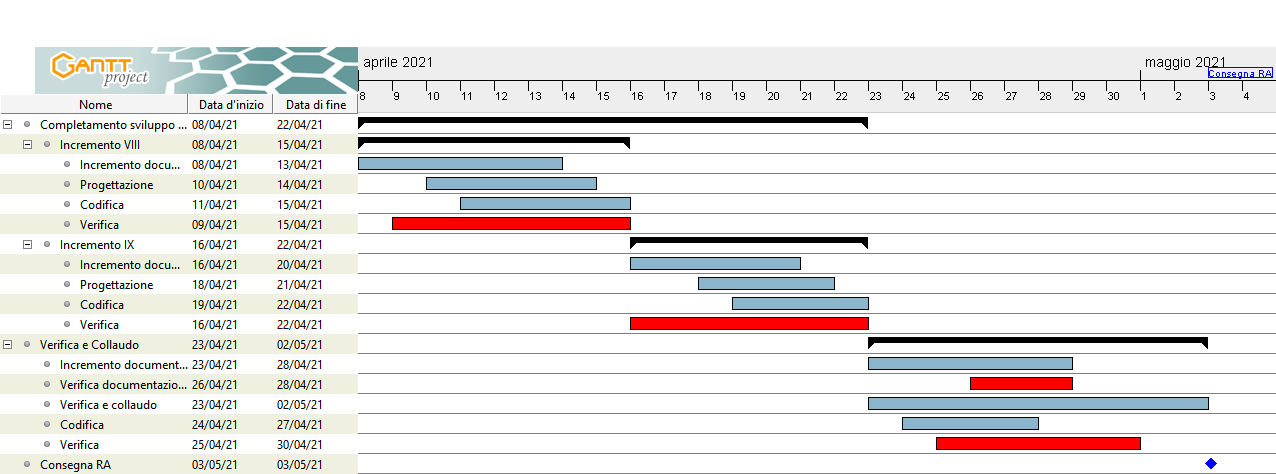 GANTT
project
aprile 2021
maggio 2021
Consegna RA
Nome Data d'inizio Data di fine 8 9 10 11 12 13 14 15 16 17 18 19 20 21 22 23 24 25 26 27 28 29 30 1 2 3 4
Completamento sviluppo ... 08/04/21 22/04/21
Incremento VIII 08/04/21 15/04/21
Incremento docu... 08/04/21 13/04/21
Progettazione 10/04/21 14/04/21
Codifica 11/04/21 15/04/21
Verifica 09/04/21 15/04/21
Incremento IX 16/04/21 22/04/21
Incremento docu... 16/04/21 20/04/21
Progettazione 18/04/21 21/04/21
Codifica 19/04/21 22/04/21
Verifica 16/04/21 22/04/21
Verifica e Collaudo 23/04/21 02/05/21
Incremento document... 23/04/21 28/04/21
Verifica documentazio... 26/04/21 28/04/21
Verifica e collaudo 23/04/21 02/05/21
Codifica 24/04/21 27/04/21
Verifica 25/04/21 30/04/21
Consegna RA 03/05/21 03/05/21